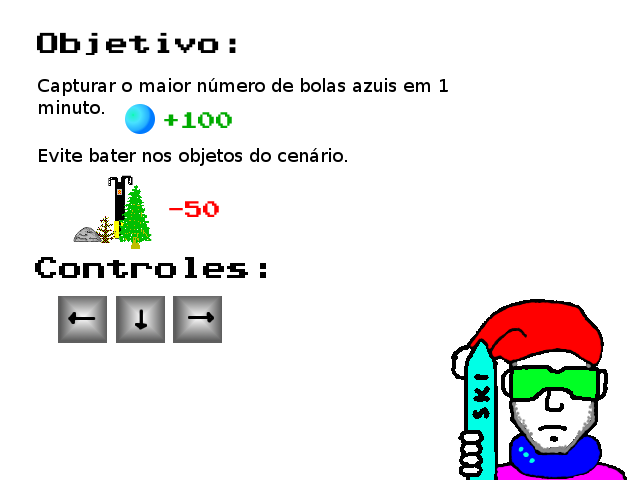 Objetivo:
Capturar o maior número de bolas azuis em 1
minuto.
+100
Evite bater nos objetos do cenário.
-50
Controles:
← ↓ →
SKI